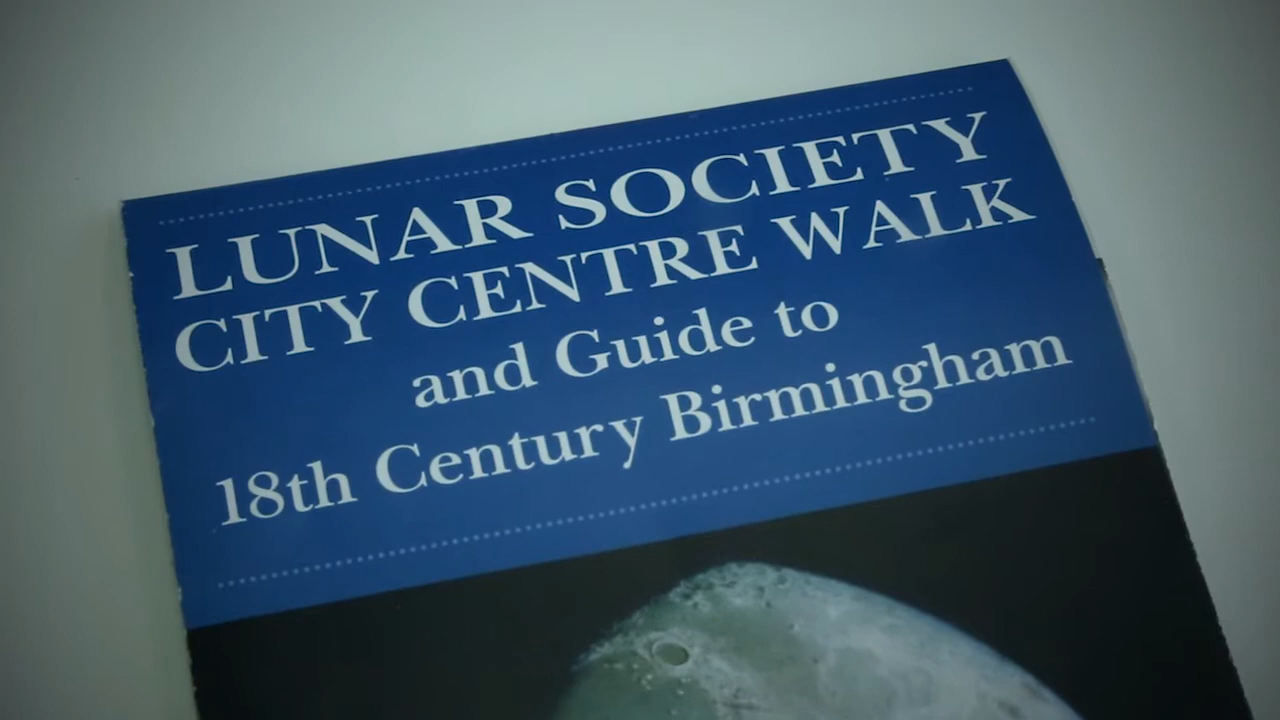 LUNAR SOCIETY
CITY CENTRE WALK
and Guide to
18th Century Birmingham